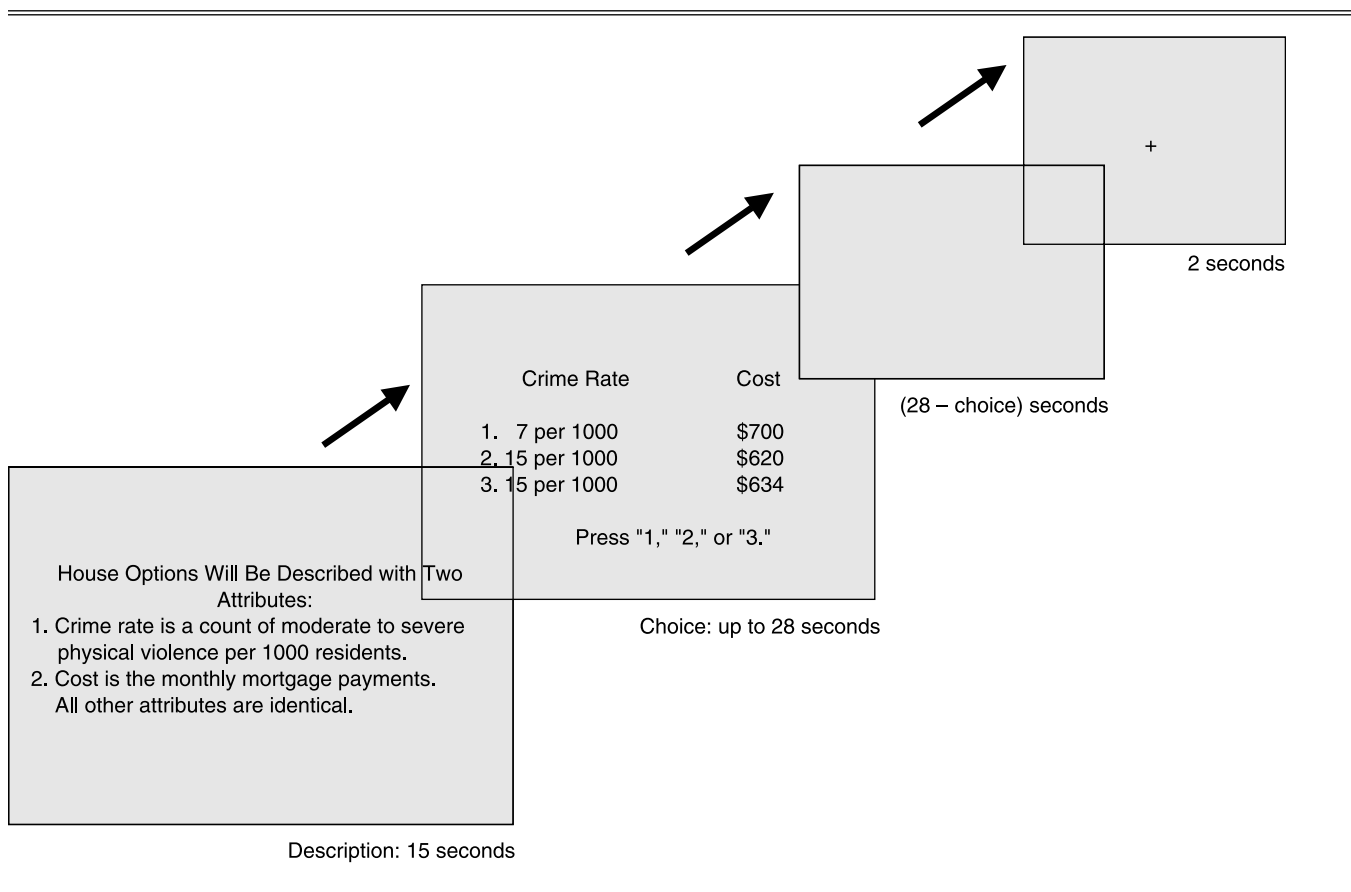 +
2 seconds
Crime Rate Cost
(28 – choice) seconds
1. 7 per 1000 $700
2. 15 per 1000 $620
3. 15 per 1000 $634
Press "1," "2," or "3."
Choice: up to 28 seconds
House Options Will Be Described with Two
Attributes:
1. Crime rate is a count of moderate to severe
physical violence per 1000 residents.
2. Cost is the monthly mortgage payments.
All other attributes are identical.
Description: 15 seconds